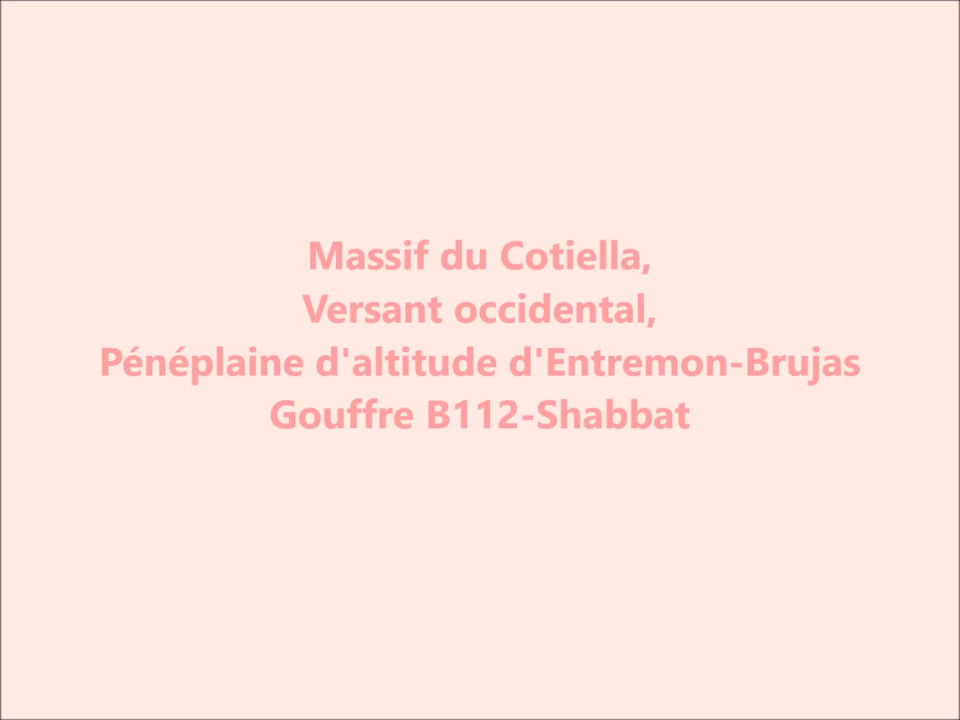 Massif du Cotiella,
Versant occidental,
Pénéplaine d'altitude d'Entremon-Brujas
Gouffre B112-Shabbat